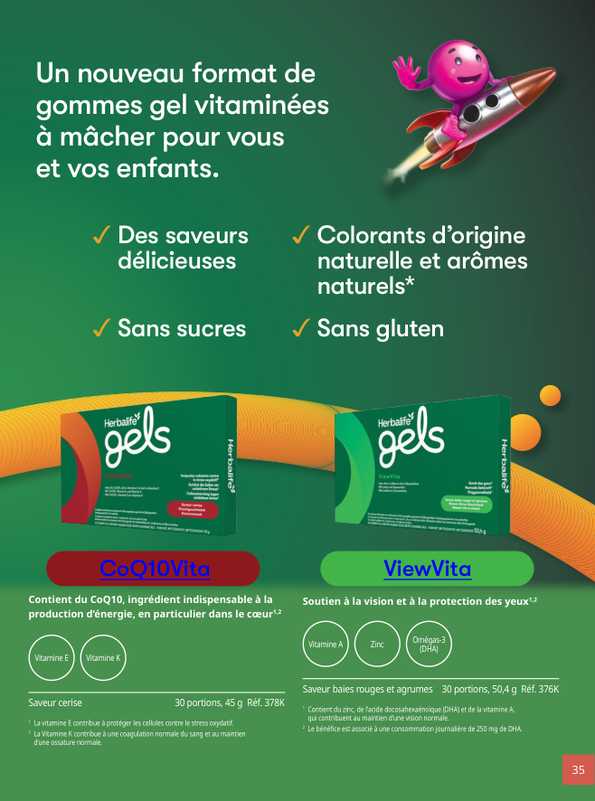 Un nouveau format de
gommes gel vitaminées
à mâcher pour vous
et vos enfants.
Des saveurs
délicieuses
Colorants d'origine
naturelle et arômes
naturels*
Sans sucres
Sans gluten
Herbalife
gels
Herbalife
Herbalife
gels
ViewVita
Herbalife
CoQ10Vita
ViewVita
Contient du CoQ10, ingrédient indispensable à la
production d'énergie, en particulier dans le cœur¹,²
Vitamine E
Vitamine K
Saveur cerise 30 portions, 45 g Réf. 378K
¹ La vitamine E contribue à protéger les cellules contre le stress oxydatif.
² La Vitamine K contribue à une coagulation normale du sang et au maintien
d'une ossature normale.
Soutien à la vision et à la protection des yeux¹,²
Vitamine A
Zinc
Omégas-3
(DHA)
Saveur baies rouges et agrumes 30 portions, 50,4 g Réf. 376K
¹ Contient du zinc, de l'acide docosahexaénoïque (DHA) et de la vitamine A,
qui contribuent au maintien d'une vision normale.
² Le bénéfice est associé à une consommation journalière de 250 mg de DHA.
35